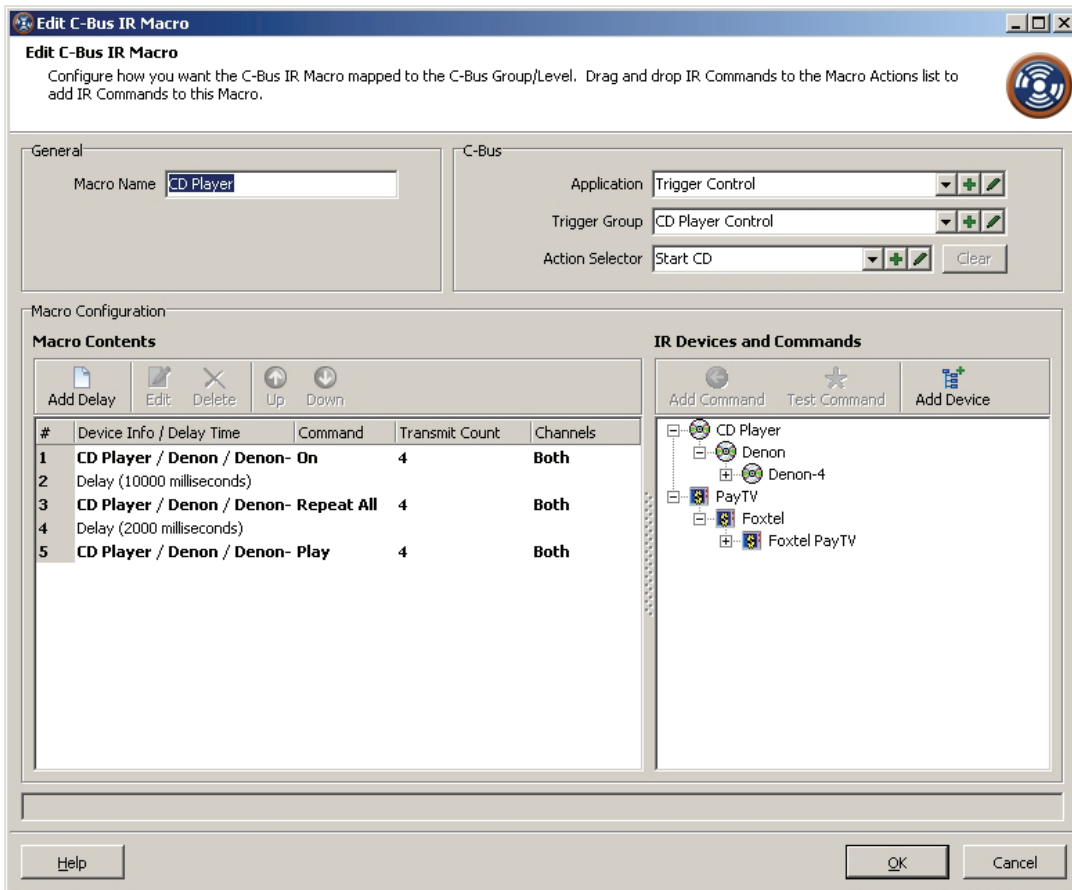 Edit C-Bus IR Macro
Edit C-Bus IR Macro
Configure how you want the C-Bus IR Macro mapped to the C-Bus Group/Level. Drag and drop IR Commands to the Macro Actions list to
add IR Commands to this Macro.
General
Macro Name CD Player
C-Bus
Application Trigger Control
Trigger Group CD Player Control
Action Selector Start CD Clear
Macro Configuration
Macro Contents
Add Delay Edit Delete Up Down
# Device Info / Delay Time Command Transmit Count Channels
1 CD Player / Denon / Denon- On 4 Both
2 Delay (10000 milliseconds)
3 CD Player / Denon / Denon- Repeat All 4 Both
4 Delay (2000 milliseconds)
5 CD Player / Denon / Denon- Play 4 Both
IR Devices and Commands
Add Command Test Command Add Device
CD Player
Denon
Denon-4
PayTV
Foxtel
Foxtel PayTV
Help OK Cancel